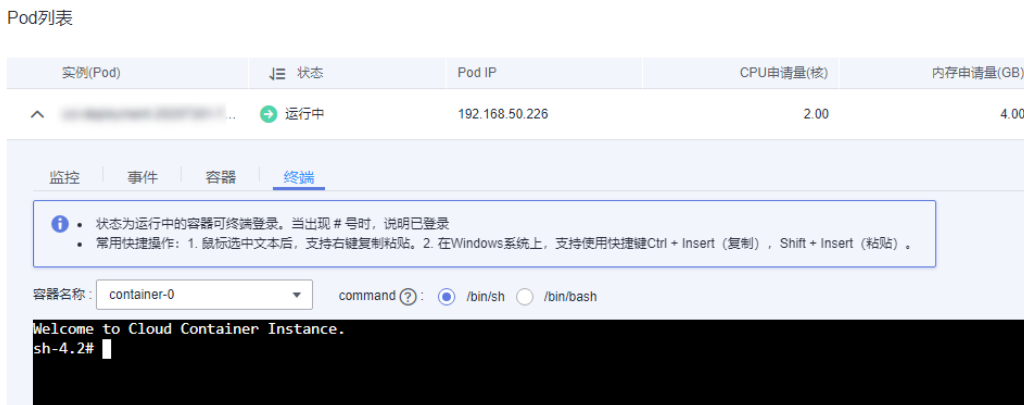 Pod列表
实例(Pod) 状态 Pod IP CPU申请量(核) 内存申请量(GB)
运行中 192.168.50.226 2.00 4.00
监控 事件 容器 终端
状态为运行中的容器可终端登录。当出现 # 号时，说明已登录
常用快捷操作：1. 鼠标选中文本后，支持右键复制粘贴。2. 在Windows系统上，支持使用快捷键Ctrl + Insert（复制），Shift + Insert（粘贴）。
容器名称 : container-0 command ? : /bin/sh /bin/bash
Welcome to Cloud Container Instance.
sh-4.2#